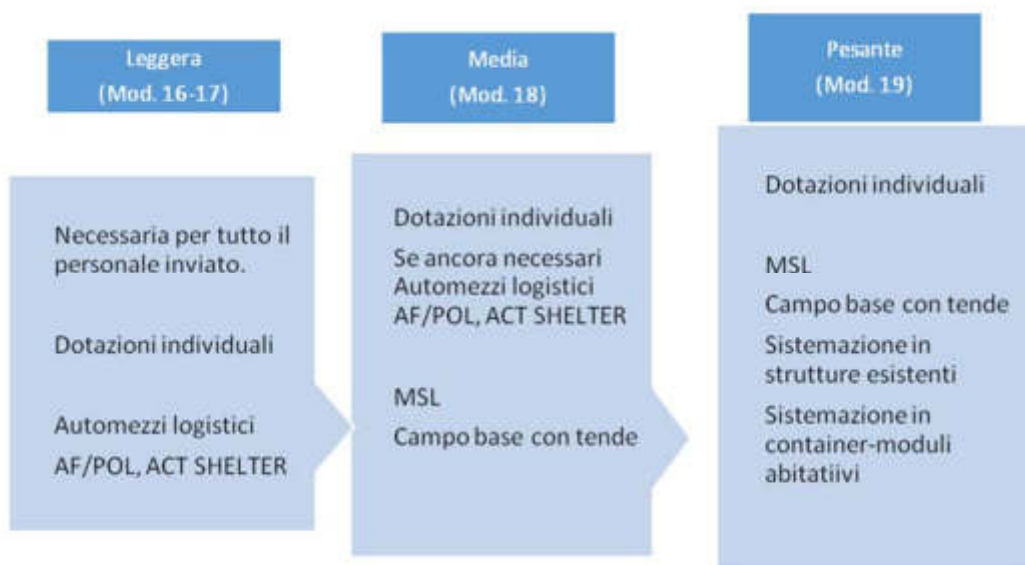 Leggera
(Mod. 16-17)
Necessaria per tutto il
personale inviato.
Dotazioni individuali
Automezzi logistici
AF/POL, ACT SHELTER
Media
(Mod. 18)
Dotazioni individuali
Se ancora necessari
Automezzi logistici
AF/POL, ACT SHELTER
MSL
Campo base con tende
Pesante
(Mod. 19)
Dotazioni individuali
MSL
Campo base con tende
Sistemazione in
strutture esistenti
Sistemazione in
container-moduli
abitatiivi